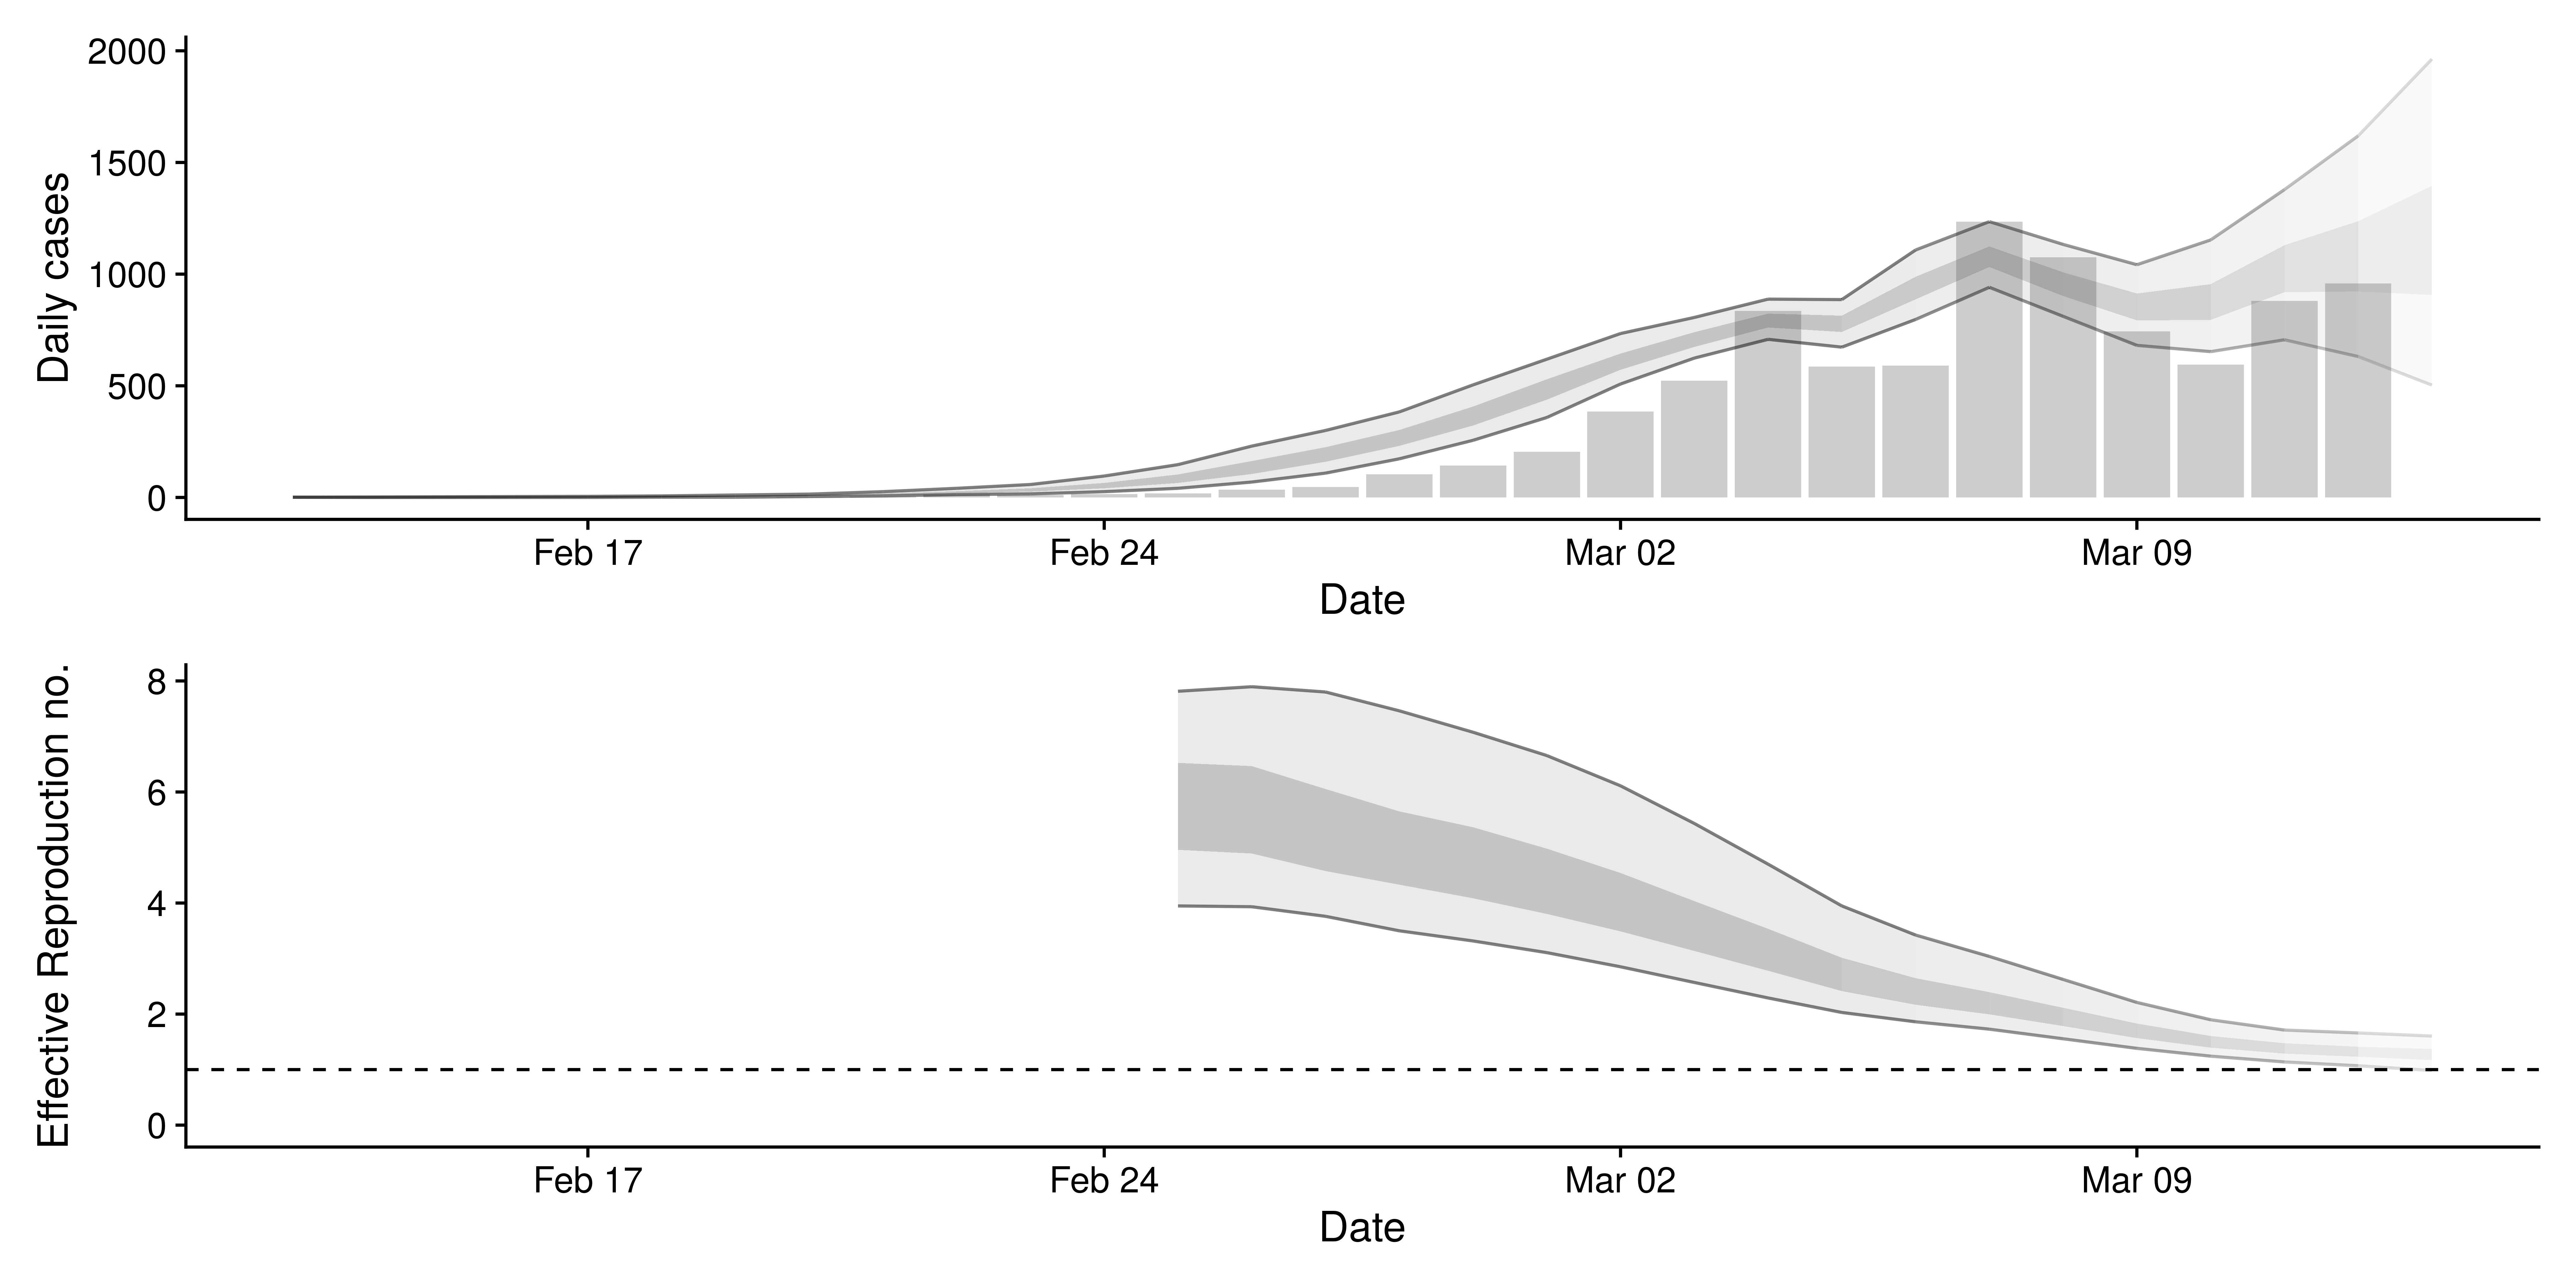 Daily cases
2000
1500
1000
500
0
Feb 17 Feb 24 Mar 02 Mar 09
Date
Effective Reproduction no.
8
6
4
2
0
Feb 17 Feb 24 Mar 02 Mar 09
Date